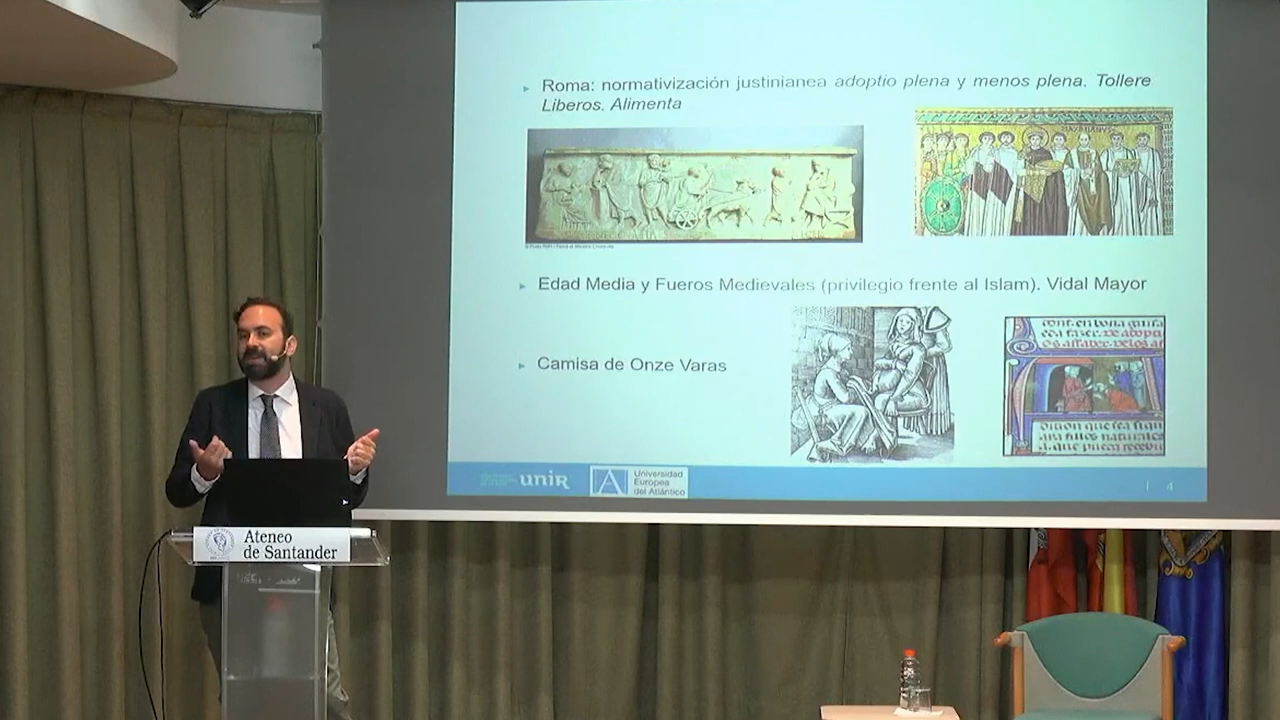 Roma: normativización justinianea adoptio plena y menos plena. Tollere
Liberos. Alimenta
Edad Media y Fueros Medievales (privilegio frente al Islam). Vidal Mayor
Camisa de Onze Varas
unir
Universidad
Europea
del Atlántico
4
Ateneo
de Santander